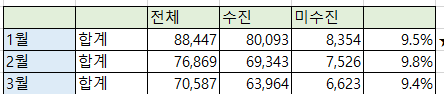 전체 수진 미수진
1월 합계 88,447 80,093 8,354 9.5% ★
2월 합계 76,869 69,343 7,526 9.8%
3월 합계 70,587 63,964 6,623 9.4%